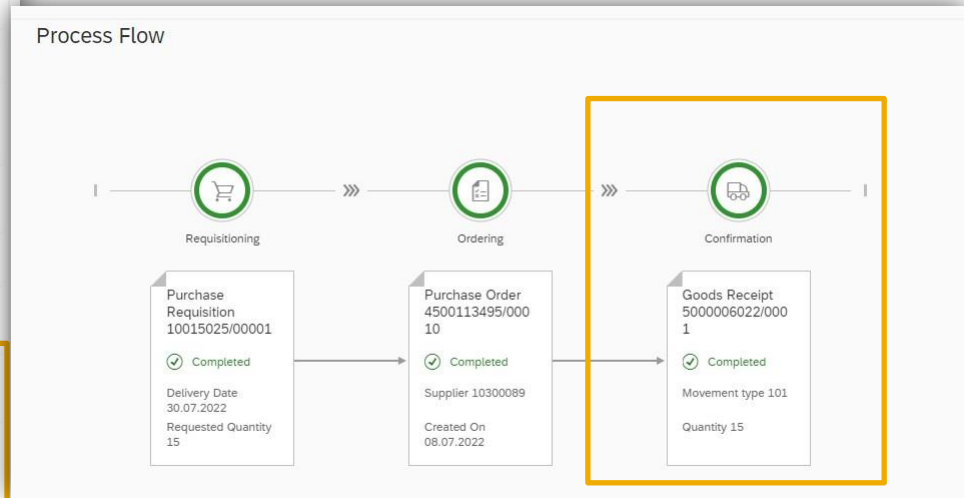 Process Flow
Requisitioning
Ordering
Confirmation
Purchase
Requisition
10015025/00001
Completed
Delivery Date
30.07.2022
Requested Quantity
15
Purchase Order
4500113495/000
10
Completed
Supplier 10300089
Created On
08.07.2022
Goods Receipt
5000006022/000
1
Completed
Movement type 101
Quantity 15